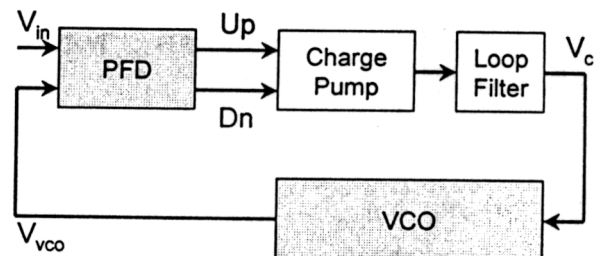 V_in
Up
PFD
Charge
Pump
Loop
Filter
V_c
Dn
VCO
V_vco